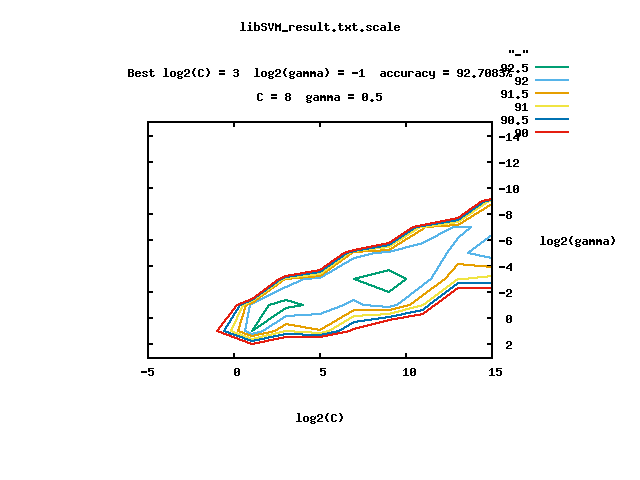 libSVM_result.txt.scale
"-"
Best log2(C) = 3  log2(gamma) = -1  accuracy = 92.7083%
92.5
92
91.5
91
90.5
90
C = 8  gamma = 0.5
-14
-12
-10
-8
-6
log2(gamma)
-4
-2
0
2
-5 0 5 10 15
log2(C)